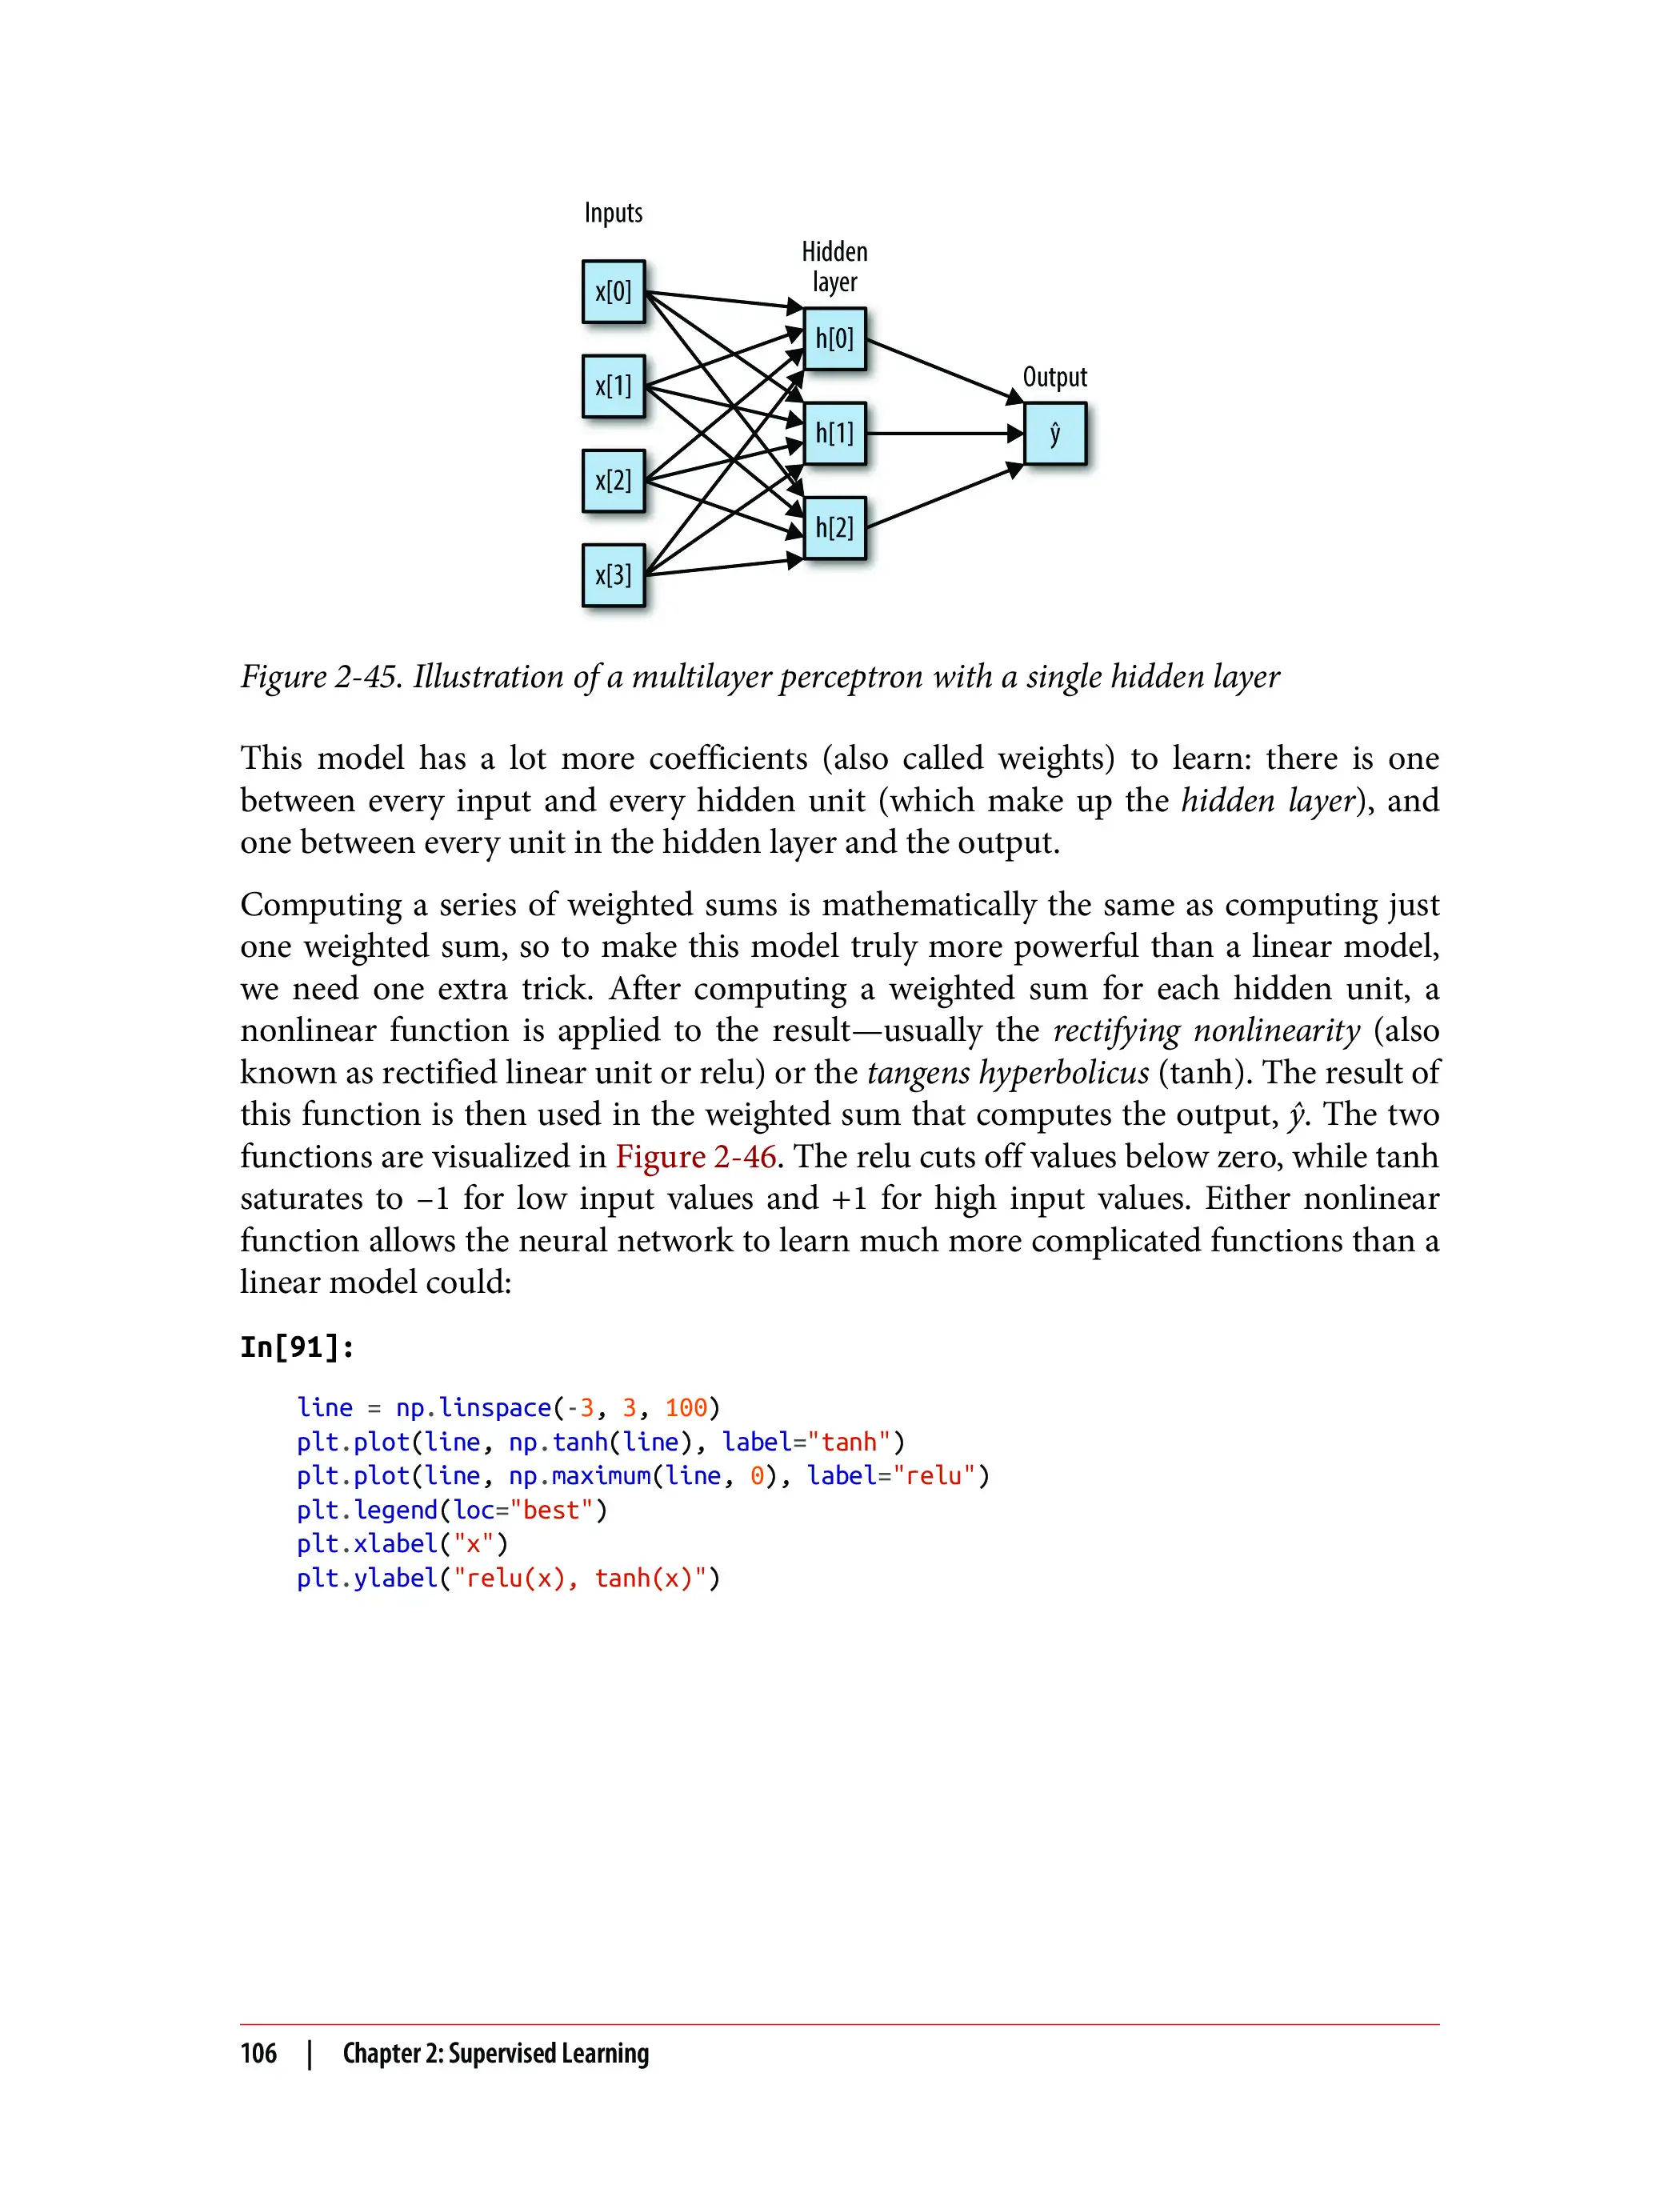 Inputs
Hidden
layer
Output
x[0]
x[1]
x[2]
x[3]
h[0]
h[1]
h[2]
ŷ
Figure 2-45. Illustration of a multilayer perceptron with a single hidden layer
This model has a lot more coefficients (also called weights) to learn: there is one
between every input and every hidden unit (which make up the hidden layer), and
one between every unit in the hidden layer and the output.
Computing a series of weighted sums is mathematically the same as computing just
one weighted sum, so to make this model truly more powerful than a linear model,
we need one extra trick. After computing a weighted sum for each hidden unit, a
nonlinear function is applied to the result—usually the rectifying nonlinearity (also
known as rectified linear unit or relu) or the tangens hyperbolicus (tanh). The result of
this function is then used in the weighted sum that computes the output, ŷ. The two
functions are visualized in Figure 2-46. The relu cuts off values below zero, while tanh
saturates to –1 for low input values and +1 for high input values. Either nonlinear
function allows the neural network to learn much more complicated functions than a
linear model could:
In[91]:
line = np.linspace(-3, 3, 100)
plt.plot(line, np.tanh(line), label="tanh")
plt.plot(line, np.maximum(line, 0), label="relu")
plt.legend(loc="best")
plt.xlabel("x")
plt.ylabel("relu(x), tanh(x)")
106 | Chapter 2: Supervised Learning